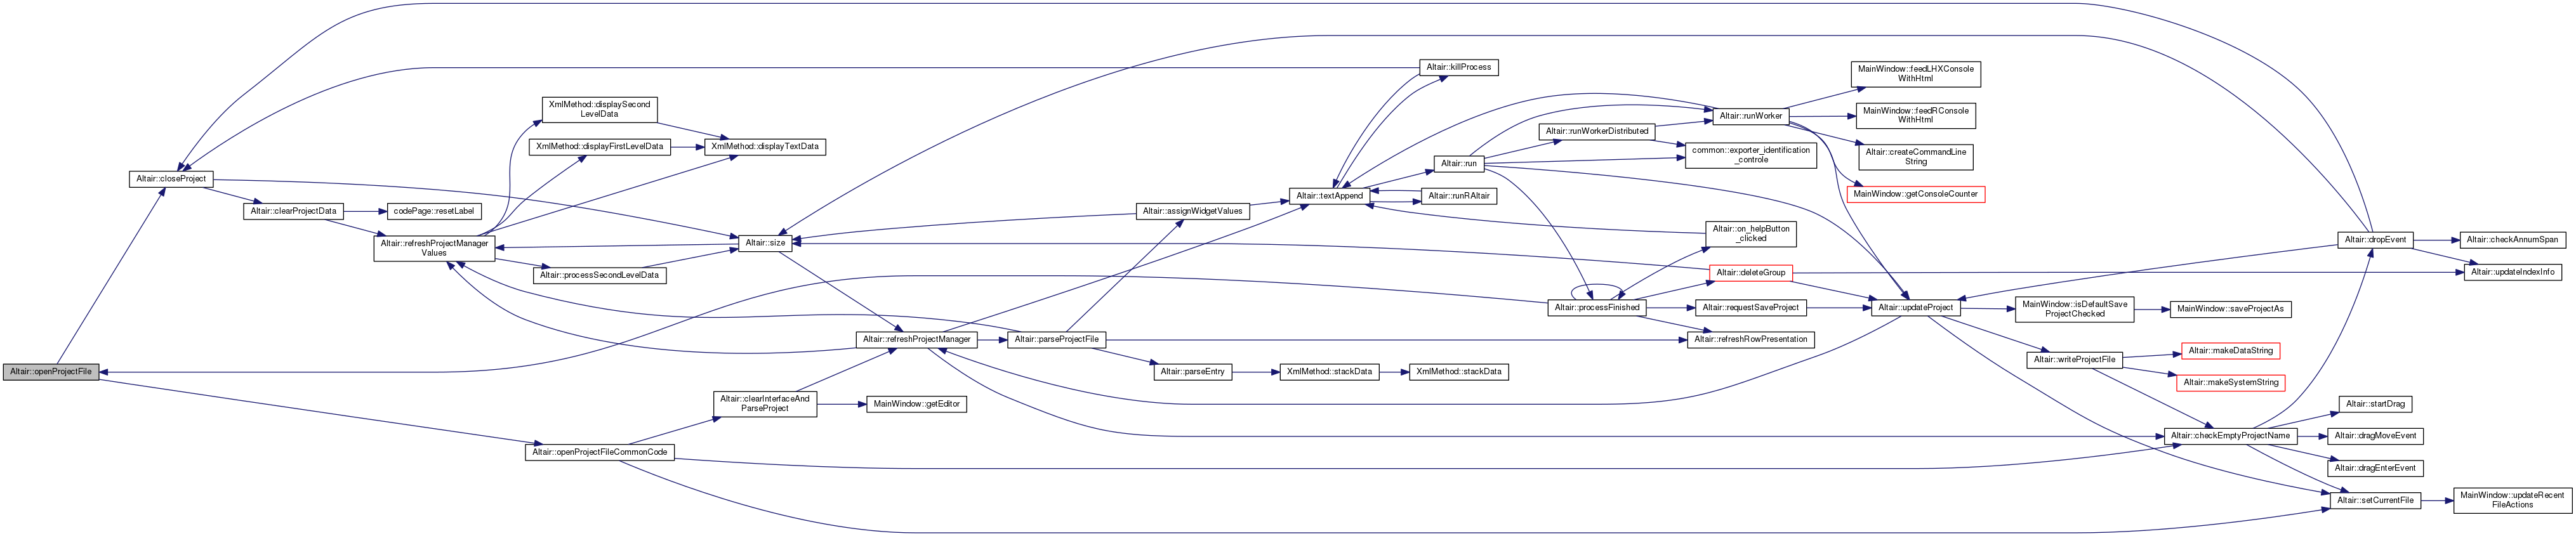 Altair::openProjectFile
Altair::closeProject
Altair::clearProjectData
codePage::resetLabel
Altair::refreshProjectManager
Values
XmlMethod::displaySecond
LevelData
XmlMethod::displayFirstLevelData
XmlMethod::displayTextData
Altair::processSecondLevelData
Altair::size
Altair::openProjectFileCommonCode
Altair::clearInterfaceAnd
ParseProject
MainWindow::getEditor
Altair::refreshProjectManager
Altair::parseProjectFile
Altair::assignWidgetValues
Altair::parseEntry
XmlMethod::stackData
XmlMethod::stackData
Altair::textAppend
Altair::killProcess
Altair::run
Altair::runRAltair
Altair::runWorkerDistributed
common::exporter_identification
_controle
Altair::runWorker
MainWindow::feedLHXConsole
WithHtml
MainWindow::feedRConsole
WithHtml
Altair::createCommandLine
String
MainWindow::getConsoleCounter
Altair::on_helpButton
_clicked
Altair::processFinished
Altair::deleteGroup
Altair::requestSaveProject
Altair::refreshRowPresentation
Altair::updateProject
MainWindow::isDefaultSave
ProjectChecked
MainWindow::saveProjectAs
Altair::writeProjectFile
Altair::makeDataString
Altair::makeSystemString
Altair::checkEmptyProjectName
Altair::dropEvent
Altair::checkAnnumSpan
Altair::updateIndexInfo
Altair::startDrag
Altair::dragMoveEvent
Altair::dragEnterEvent
Altair::setCurrentFile
MainWindow::updateRecent
FileActions